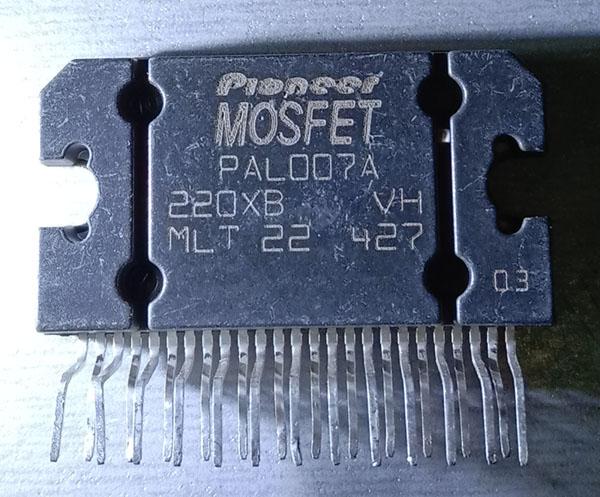 Pioneer
MOSFET
PAL007A
220XB VH
MLT 22 427
03